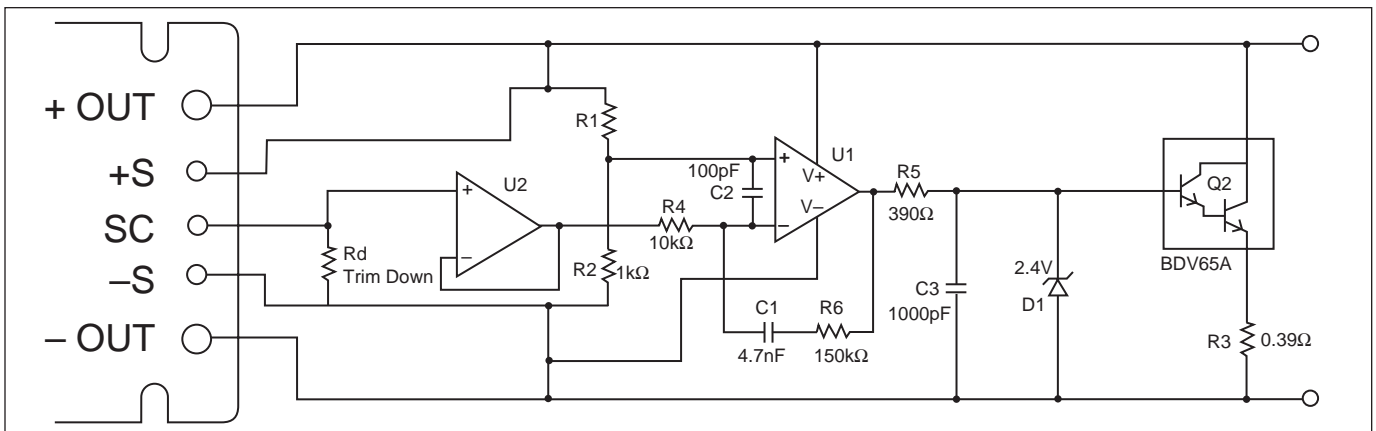 + OUT
+S
SC
–S
– OUT
Rd
Trim Down
+
–
U2
R1
R2
1kΩ
R4
10kΩ
100pF
C2
+
–
U1
V+
V–
C1
4.7nF
R6
150kΩ
R5
390Ω
C3
1000pF
2.4V
D1
Q2
BDV65A
R3
0.39Ω